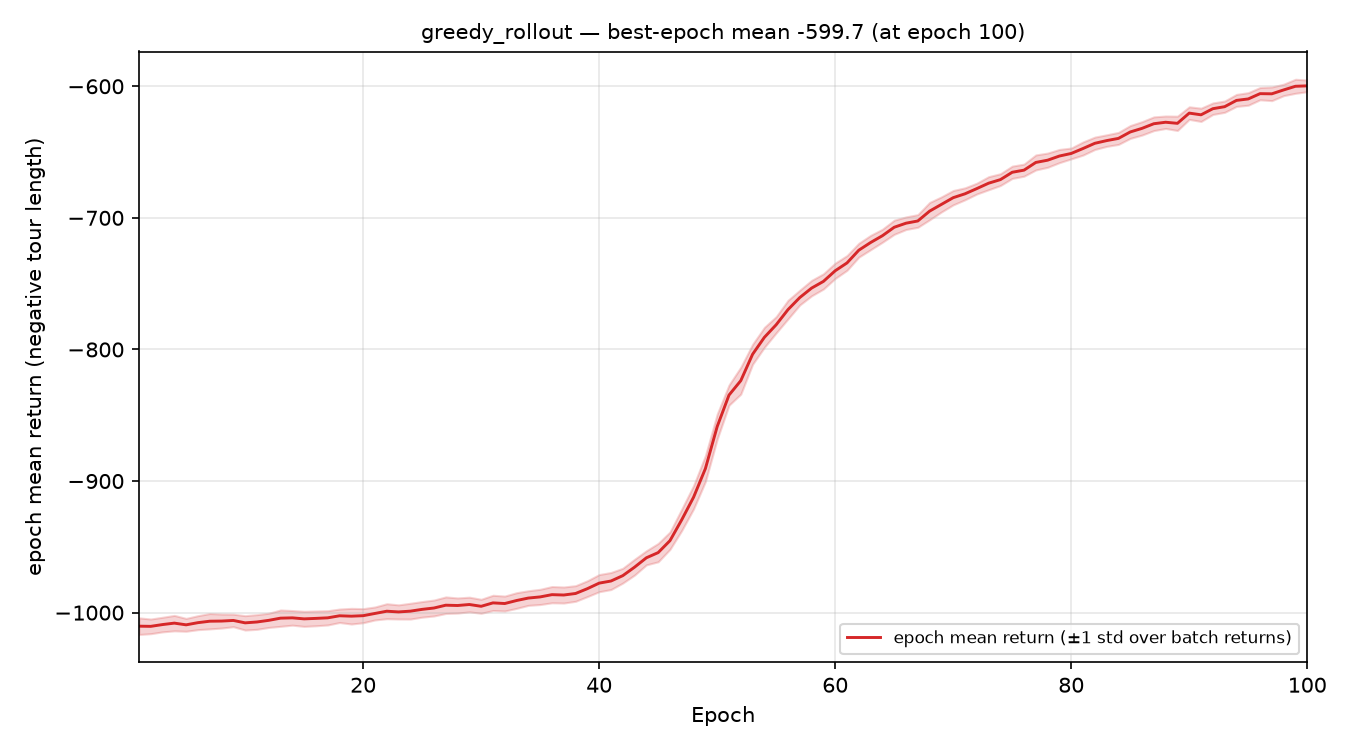 greedy_rollout — best-epoch mean -599.7 (at epoch 100)
epoch mean return (negative tour length)
−600
−700
−800
−900
−1000
epoch mean return (±1 std over batch returns)
20
40
60
80
100
Epoch